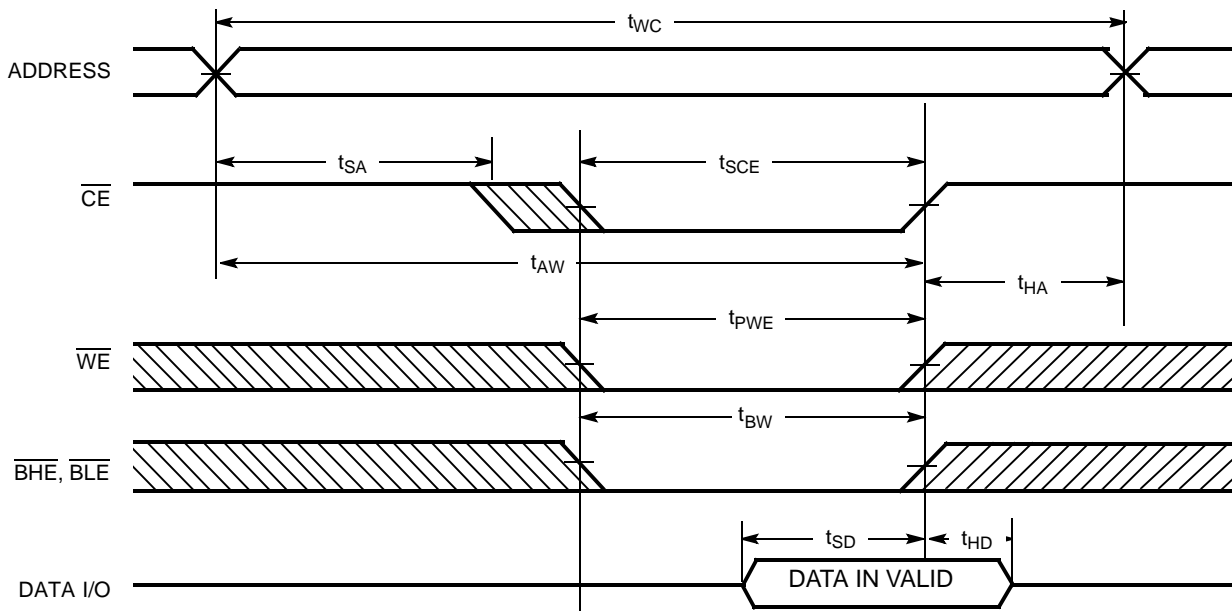 tWC
ADDRESS
tSA
tSCE
CE
tAW
tHA
tPWE
WE
tBW
BHE, BLE
tSD
tHD
DATA I/O
DATA IN VALID